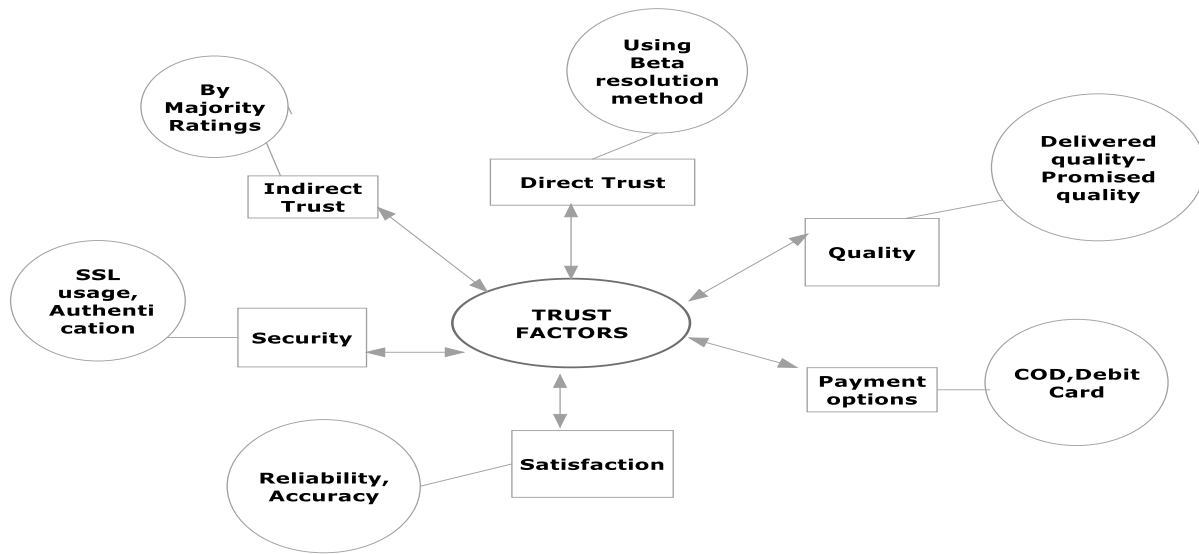 Using
Beta
resolution
method
By
Majority
Ratings
Delivered
quality-
Promised
quality
Direct Trust
Indirect
Trust
Quality
SSL
usage,
Authenti
cation
TRUST
FACTORS
Security
Payment
options
COD,Debit
Card
Satisfaction
Reliability,
Accuracy